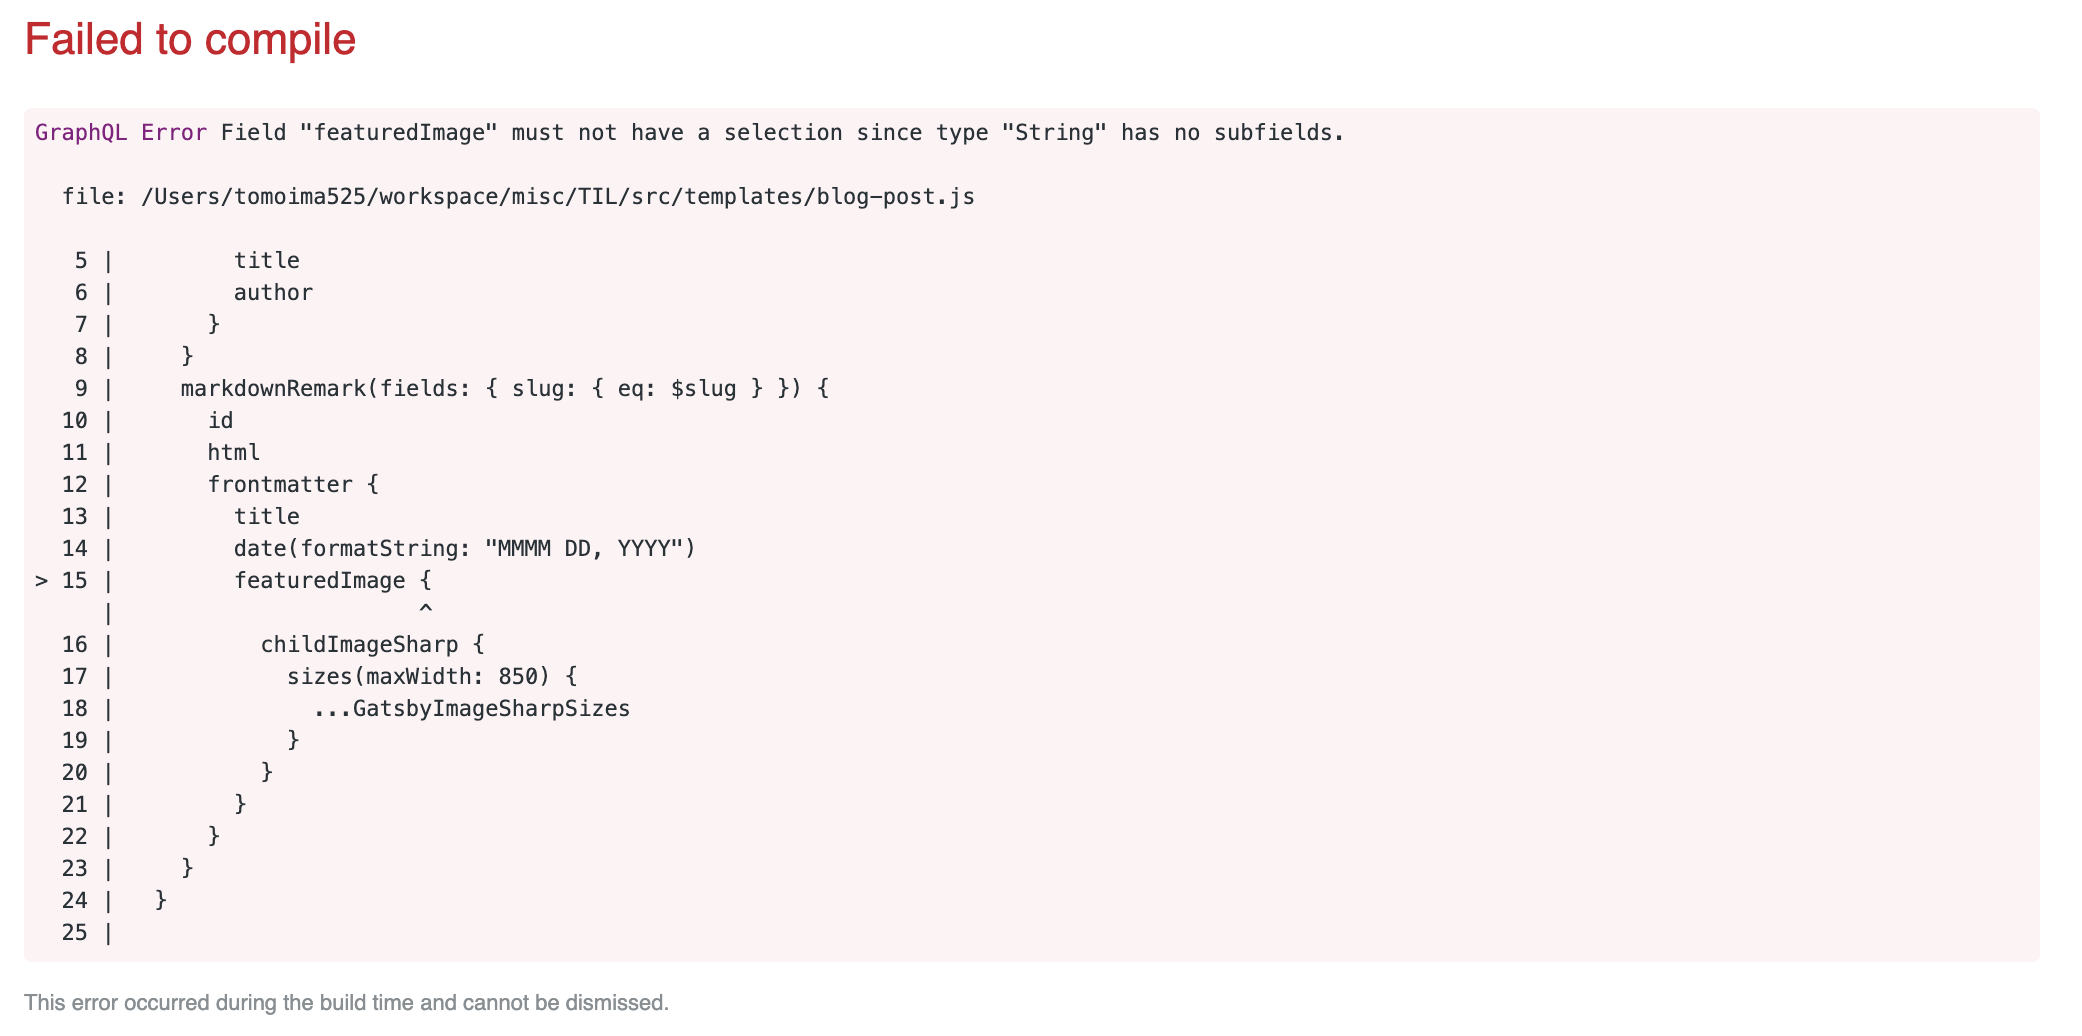 Failed to compile
GraphQL Error Field "featuredImage" must not have a selection since type "String" has no subfields.
  file: /Users/tomoima525/workspace/misc/TIL/src/templates/blog-post.js
   5 |         title
   6 |         author
   7 |       }
   8 |     }
   9 |     markdownRemark(fields: { slug: { eq: $slug } }) {
  10 |       id
  11 |       html
  12 |       frontmatter {
  13 |         title
  14 |         date(formatString: "MMMM DD, YYYY")
> 15 |         featuredImage {
     |                       ^
  16 |           childImageSharp {
  17 |             sizes(maxWidth: 850) {
  18 |               ...GatsbyImageSharpSizes
  19 |             }
  20 |           }
  21 |         }
  22 |       }
  23 |     }
  24 |   }
  25 |
This error occurred during the build time and cannot be dismissed.